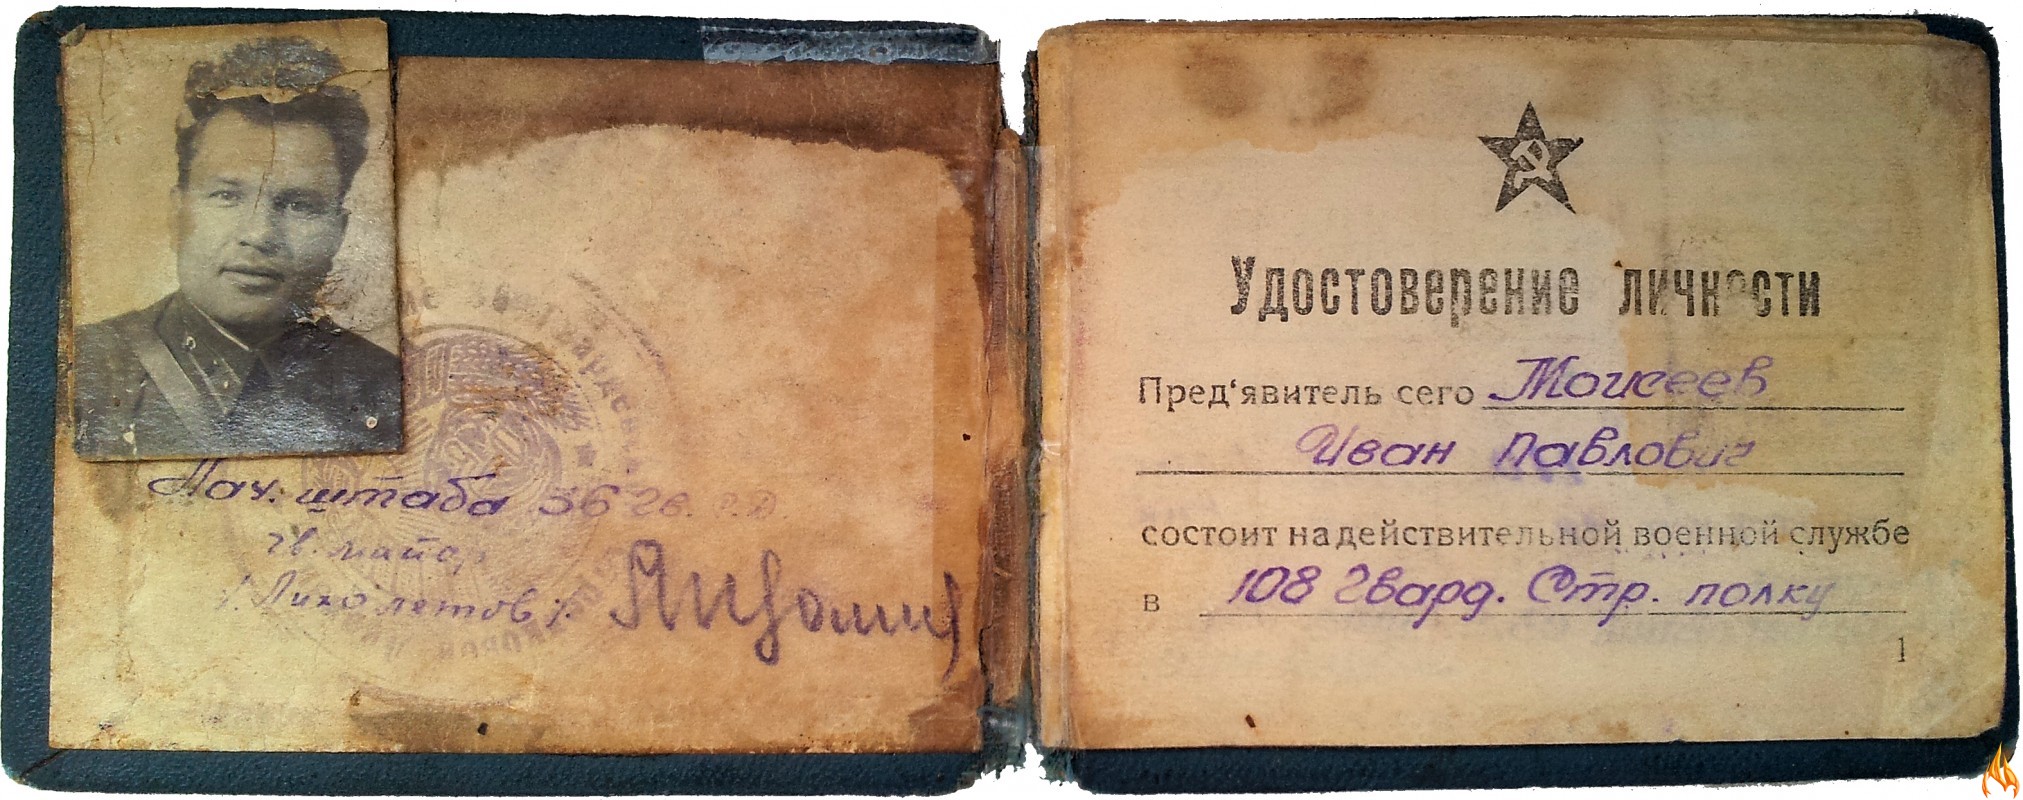 Нач. штаба 36 гв. с.д.
гв. майор
/. Лихолетов /.
Удостоверение личности
Пред‘явитель сего Моисеев
Иван Павлович
состоит на действительной военной службе
в 108 Гвард. Стр. полку
1